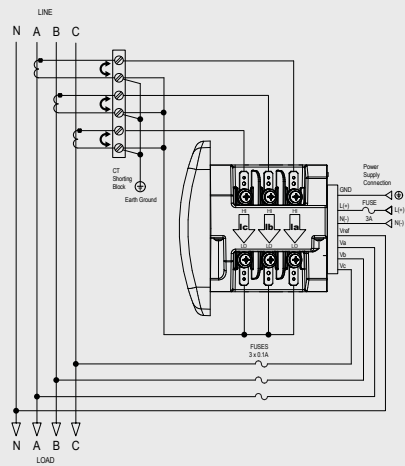 LINE
N A B C
CT
Shorting
Block
Earth Ground
Power
Supply
Connection
GND
L(+)
FUSE
L(+)
N(-)
3A
N(-)
Vref
Va
Vb
Vc
HI HI HI
Ic Ib Ia
LO LO LO
FUSES
3 x 0.1A
N A B C
LOAD